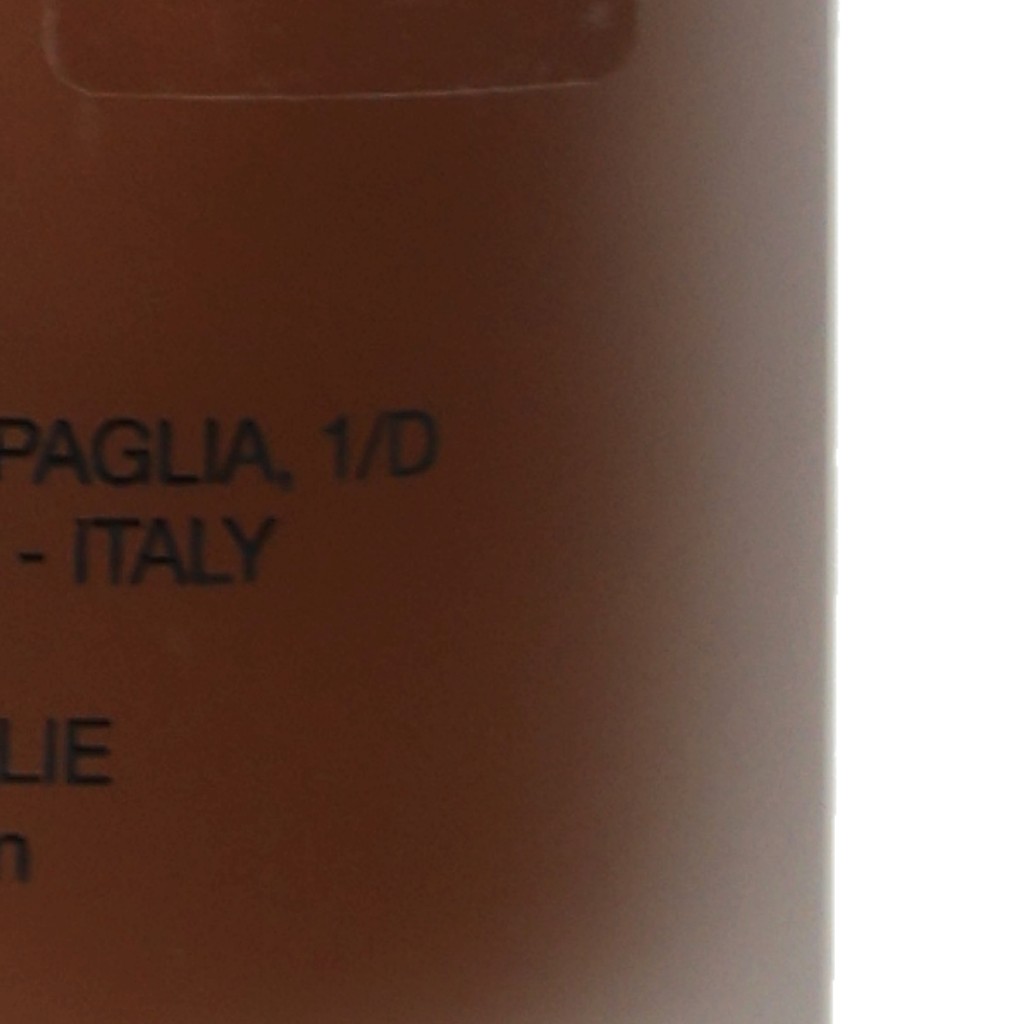 PAGLIA, 1/D
- ITALY
LIE
m